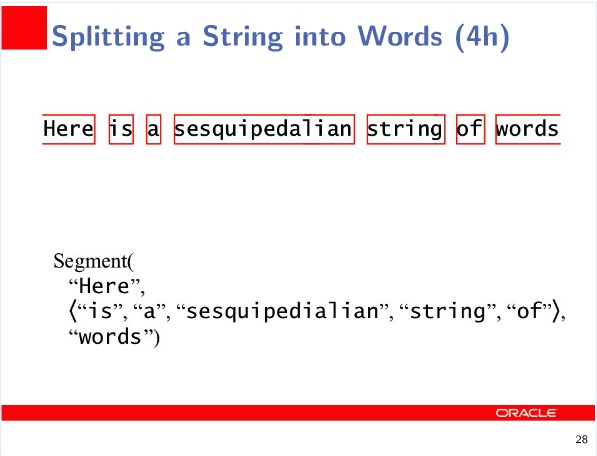 Splitting a String into Words (4h)
Here is a sesquipedalian string of words
Segment(
“Here”,
⟨“is”, “a”, “sesquipedialian”, “string”, “of”⟩,
“words”)
ORACLE
28